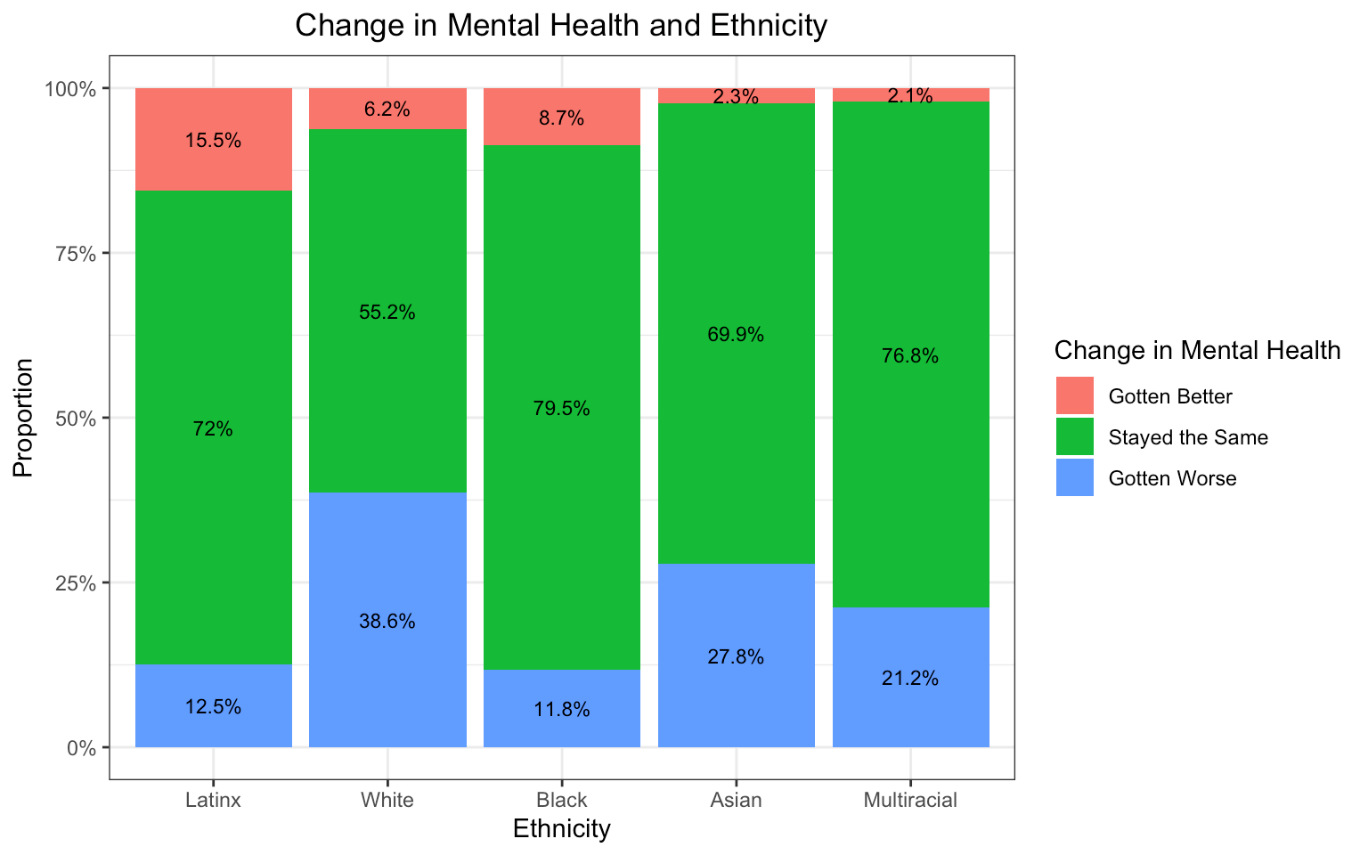 Change in Mental Health and Ethnicity
100%
75%
50%
25%
0%
Proportion
15.5%
72%
12.5%
6.2%
55.2%
38.6%
8.7%
79.5%
11.8%
2.3%
69.9%
27.8%
2.1%
76.8%
21.2%
Latinx
White
Black
Asian
Multiracial
Ethnicity
Change in Mental Health
Gotten Better
Stayed the Same
Gotten Worse